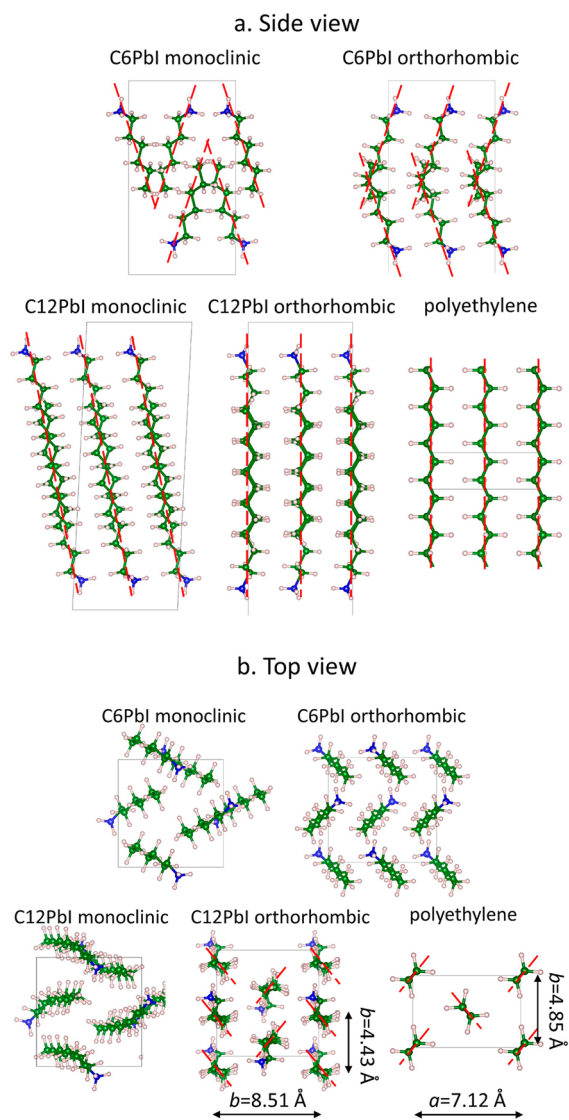 a. Side view
C6PbI monoclinic
C6PbI orthorhombic
C12PbI monoclinic
C12PbI orthorhombic
polyethylene
b. Top view
C6PbI monoclinic
C6PbI orthorhombic
C12PbI monoclinic
C12PbI orthorhombic
polyethylene
b=4.43 Å
b=4.85 Å
b=8.51 Å
a=7.12 Å